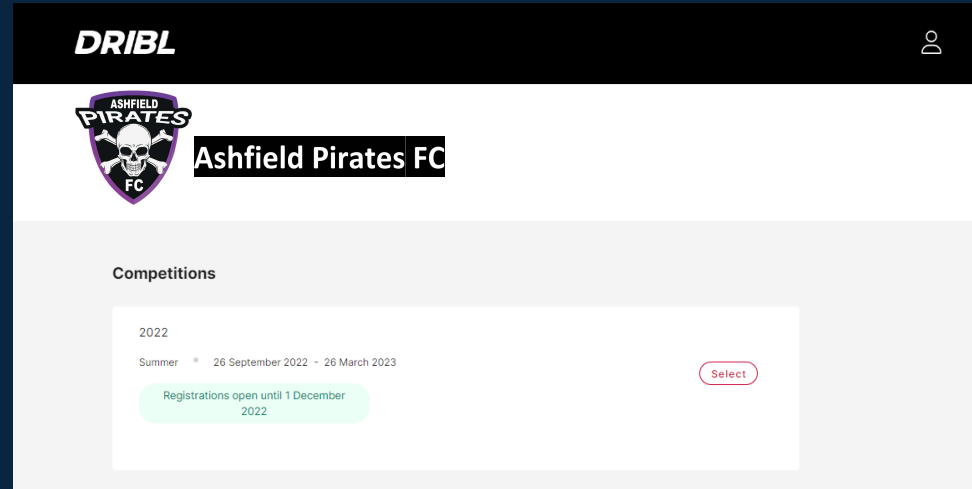 DRIBL
ASHFIELD
PIRATES
FC
Ashfield Pirates FC
Competitions
2022
Summer 26 September 2022 - 26 March 2023
Select
Registrations open until 1 December
2022